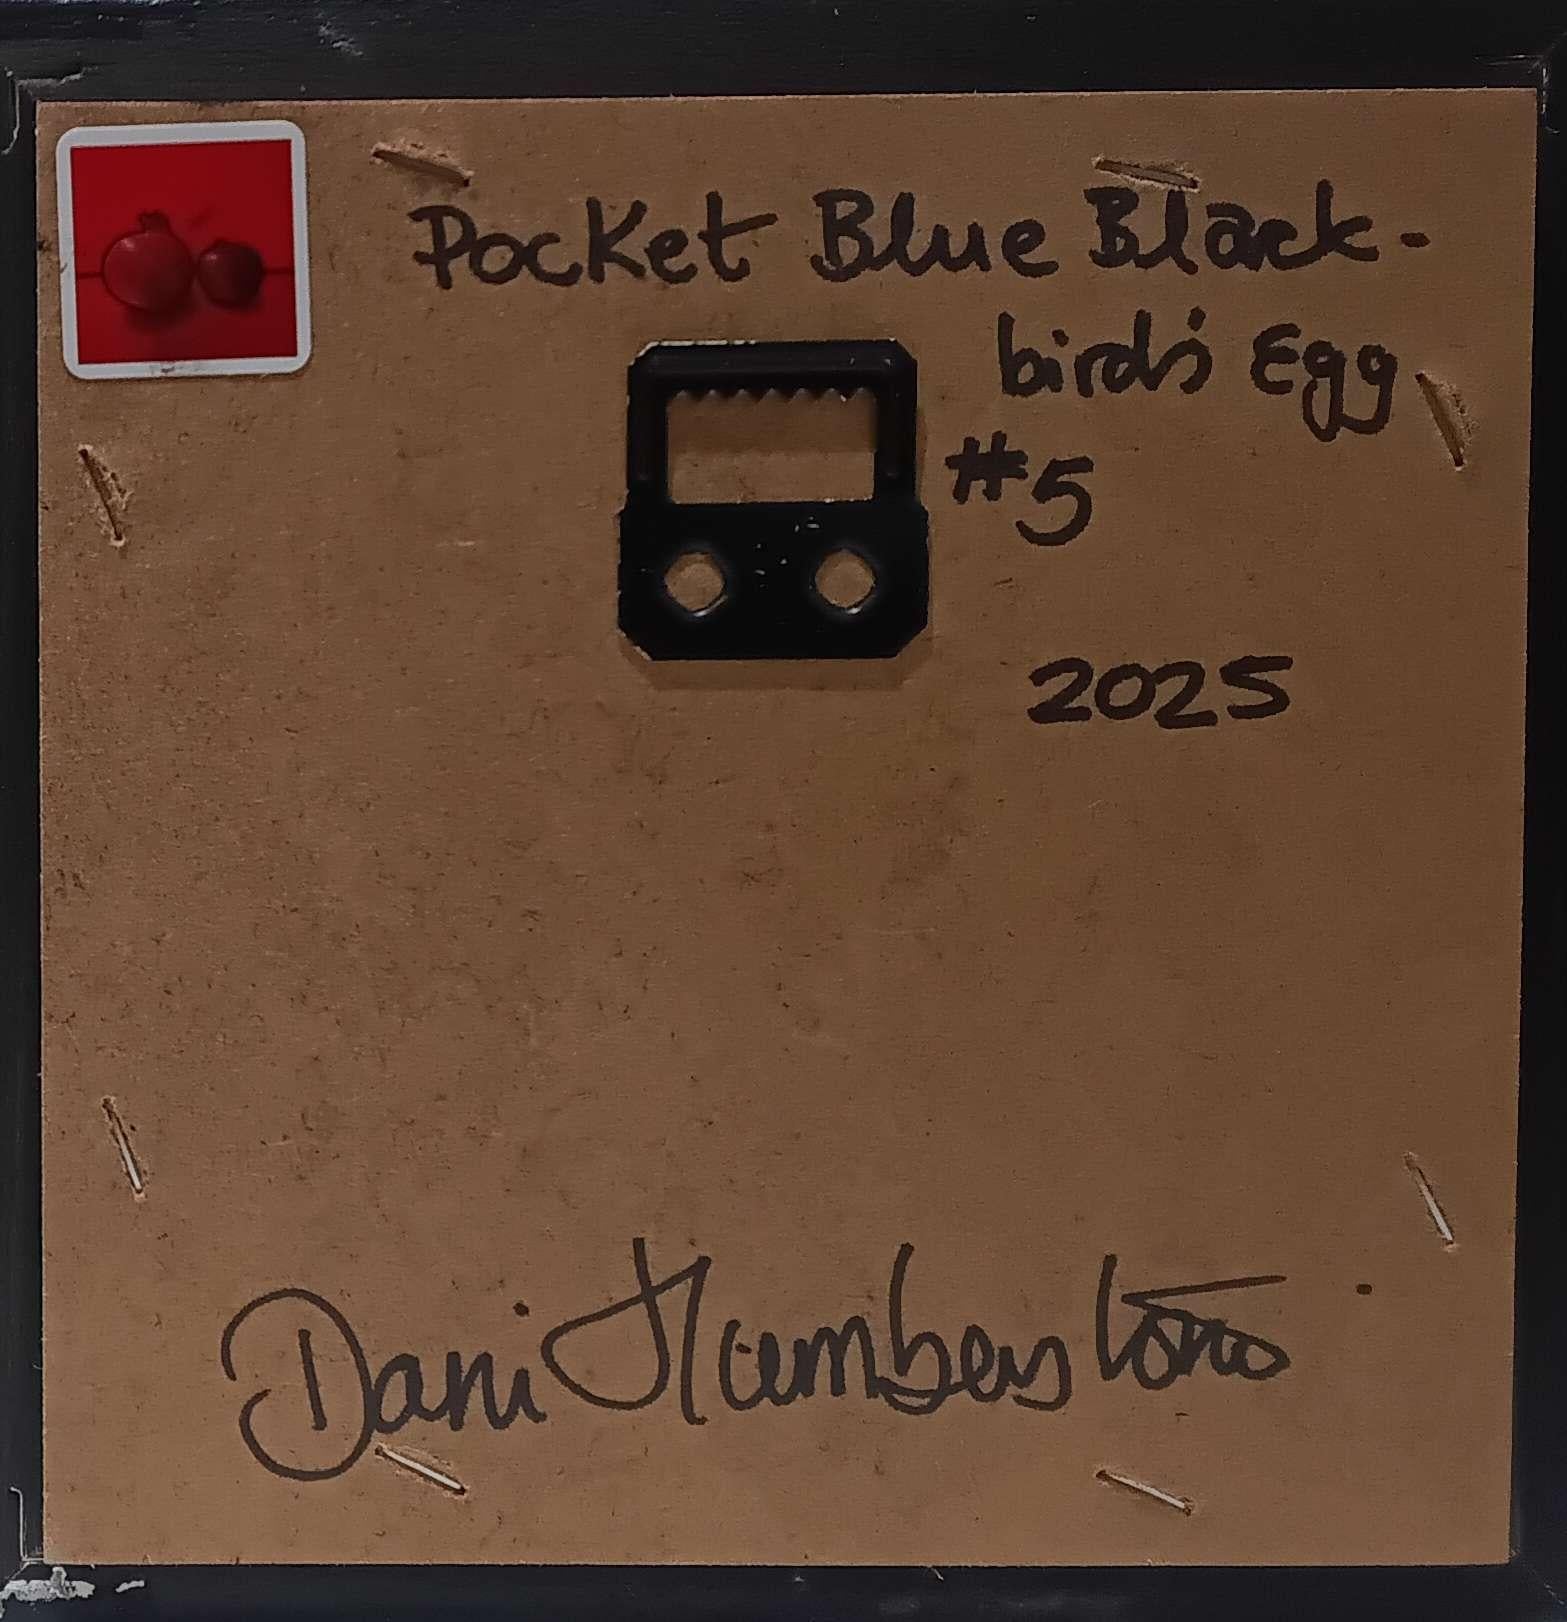 Pocket Blue Black-
bird's Egg
#5
2025
Dani Humberstone